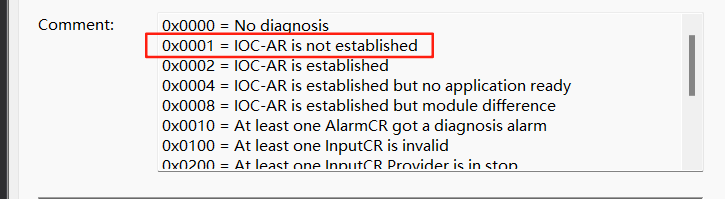 Comment:
0x0000 = No diagnosis
0x0001 = IOC-AR is not established
0x0002 = IOC-AR is established
0x0004 = IOC-AR is established but no application ready
0x0008 = IOC-AR is established but module difference
0x0010 = At least one AlarmCR got a diagnosis alarm
0x0100 = At least one InputCR is invalid
0x0200 = At least one InputCR Provider is in stop